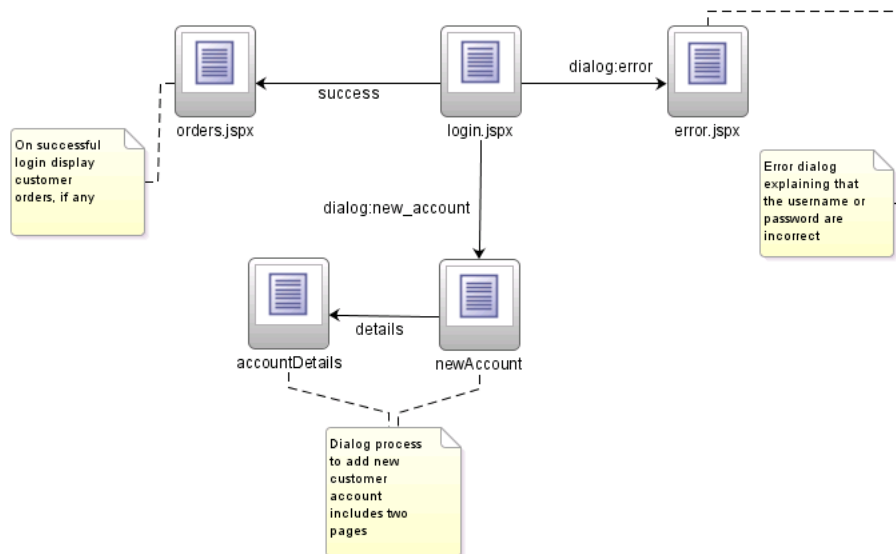 dialog:error
success
orders.jspx
login.jspx
error.jspx
On successful
login display
customer
orders, if any
Error dialog
explaining that
the username or
password are
incorrect
dialog:new_account
details
accountDetails
newAccount
Dialog process
to add new
customer
account
includes two
pages